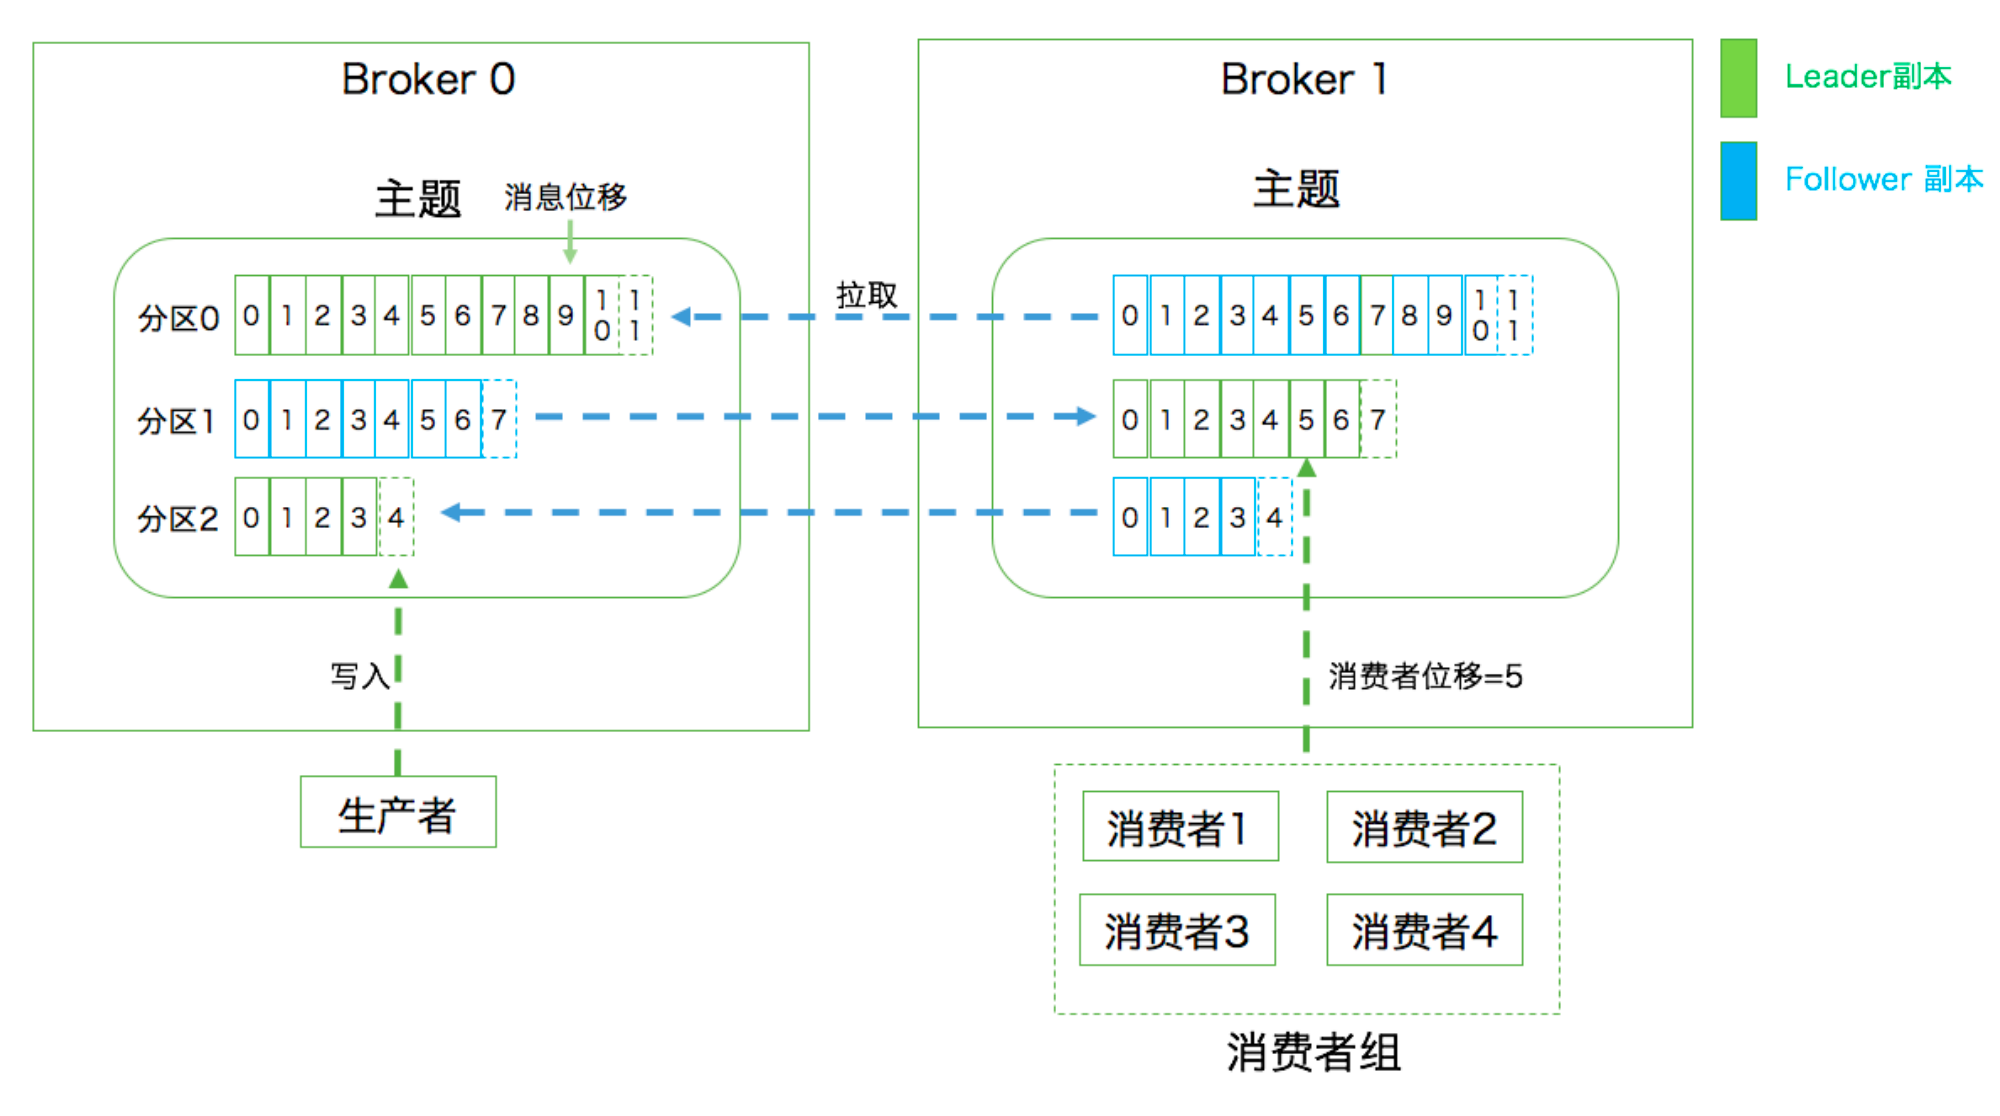 Broker 0
主题
消息位移
分区0 0 1 2 3 4 5 6 7 8 9 10 11
分区1 0 1 2 3 4 5 6 7
分区2 0 1 2 3 4
写入
生产者
拉取
Broker 1
主题
0 1 2 3 4 5 6 7 8 9 10 11
0 1 2 3 4 5 6 7
0 1 2 3 4
消费者位移=5
消费者1 消费者2
消费者3 消费者4
消费者组
Leader副本
Follower 副本